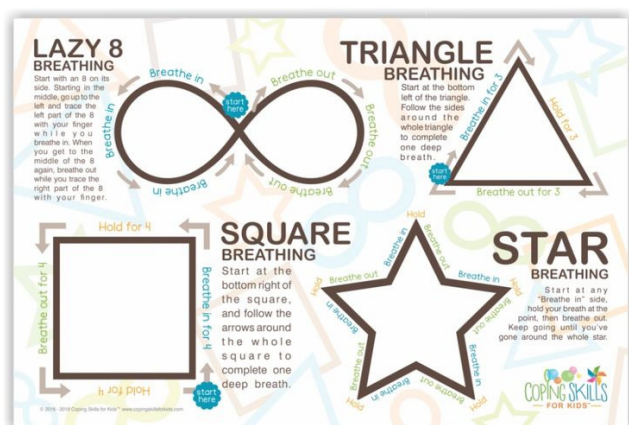 LAZY 8
BREATHING
Start with an 8 on its
side. Starting in the
middle, go up to the
left and trace the
left part of the 8
with your finger
while you
breathe in. When
you get to the
middle of the 8
again, breathe out
while you trace the
right part of the 8
with your finger.
Breathe in
Breathe in
Breathe in
start
here
Breathe out
Breathe out
Breathe out
TRIANGLE
BREATHING
Start at the bottom
left of the triangle.
Follow the sides
around the
whole triangle
to complete
one deep
breath.
start
here
Breathe in for 3
Hold for 3
Breathe out for 3
Hold for 4
Breathe out for 4
Hold for 4
Breathe in for 4
start
here
SQUARE
BREATHING
Start at the
bottom right of
the square,
and follow the
arrows around
the whole
square to
complete one
deep breath.
Hold
Breathe in
Breathe out
Breathe out
Breathe in
Hold
Hold
Breathe in
Breathe out
Breathe out
Breathe in
Breathe out
Breathe in
Hold
Hold
STAR
BREATHING
Start at any
"Breathe in" side,
hold your breath at the
point, then breathe out.
Keep going until you've
gone around the whole star.
COPING SKILLS
FOR KIDS™
© 2016 - 2019 Coping Skills for Kids™ www.copingskillsforkids.com